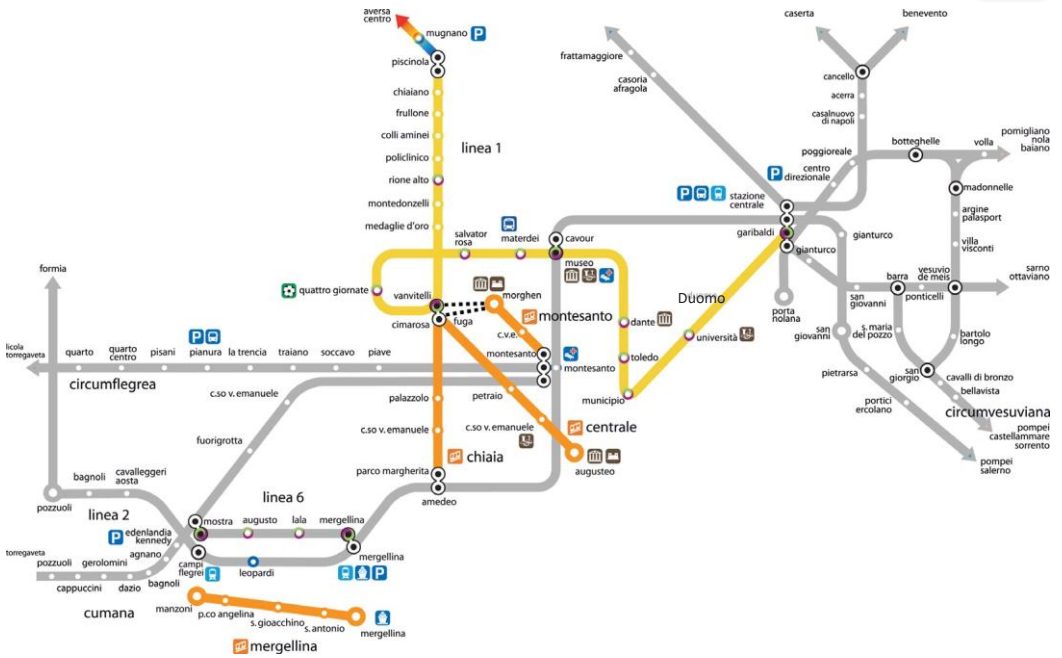 aversa
centro
mugnano
P
piscinola
chiaiano
frullone
colli aminei
policlinico
rione alto
montedonzelli
medaglie d'oro
linea 1
salvator
rosa
materdei
cavour
museo
quattro giornate
vanvitelli
cimarosa
fuga
morghen
montesanto
c.v.e.
montesanto
montesanto
dante
toledo
municipio
università
Duomo
caserta
benevento
frattamaggiore
casoria
afragola
cancello
acerra
casalnuovo
di napoli
poggioreale
botteghelle
volla
pomigliano
nola
baiano
P
centro
direzionale
P
stazione
centrale
garibaldi
gianturco
gianturco
madonnelle
argine
palasport
villa
visconti
vesuvio
de meis
barra
ponticelli
sarno
ottaviano
porta
nolana
san
giovanni
san
giovanni
s. maria
del pozzo
bartolo
longo
san
giorgio
cavalli di bronzo
bellavista
circumvesuviana
pietrarsa
portici
ercolano
pompei
castellammare
sorrento
pompei
salerno
formia
licola
torregaveta
quarto
quarto
centro
pisani
P
pianura
la trencia
traiano
soccavo
piave
circumflegrea
c.so v. emanuele
fuorigrotta
palazzolo
c.so v. emanuele
chiaia
parco margherita
amedeo
petraio
c.so v. emanuele
centrale
augusteo
pozzuoli
bagnoli
cavalleggeri
aosta
linea 2
linea 6
P
edenlandia
kennedy
mostra
augusto
lala
mergellina
agnano
campi
flegrei
leopardi
mergellina
P
torregaveta
pozzuoli
gerolomini
cappuccini
dazio
bagnoli
cumana
manzoni
p.co angelina
s. gioacchino
s. antonio
mergellina
mergellina